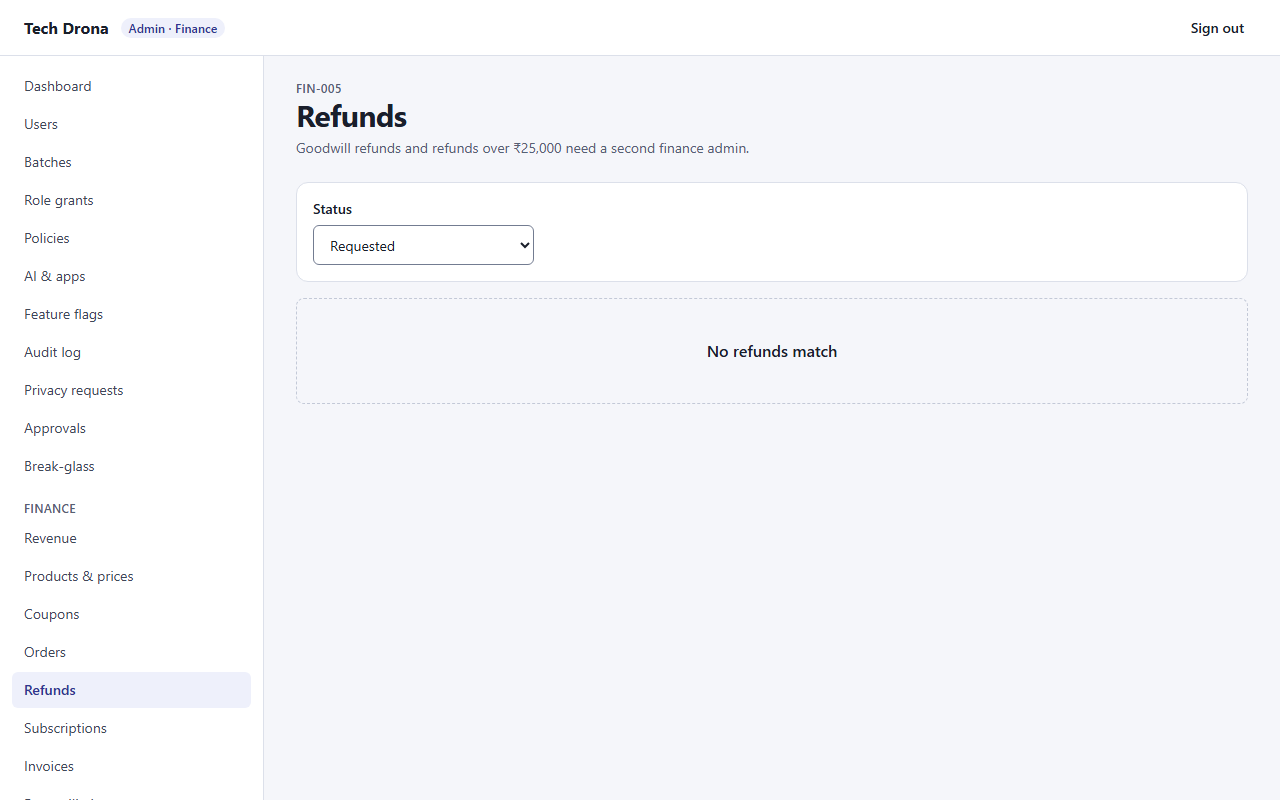 Tech Drona
Admin · Finance
Sign out
Dashboard
Users
Batches
Role grants
Policies
AI & apps
Feature flags
Audit log
Privacy requests
Approvals
Break-glass
FINANCE
Revenue
Products & prices
Coupons
Orders
Refunds
Subscriptions
Invoices
FIN-005
Refunds
Goodwill refunds and refunds over ₹25,000 need a second finance admin.
Status
Requested
No refunds match